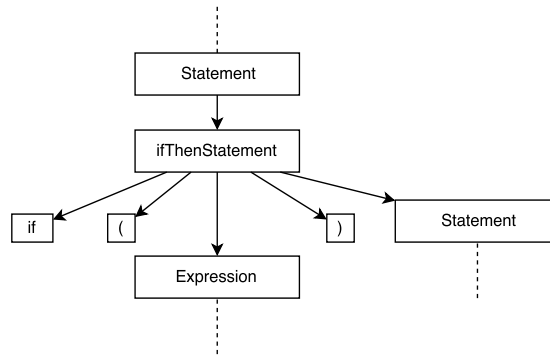 Statement
ifThenStatement
if
(
)
Statement
Expression